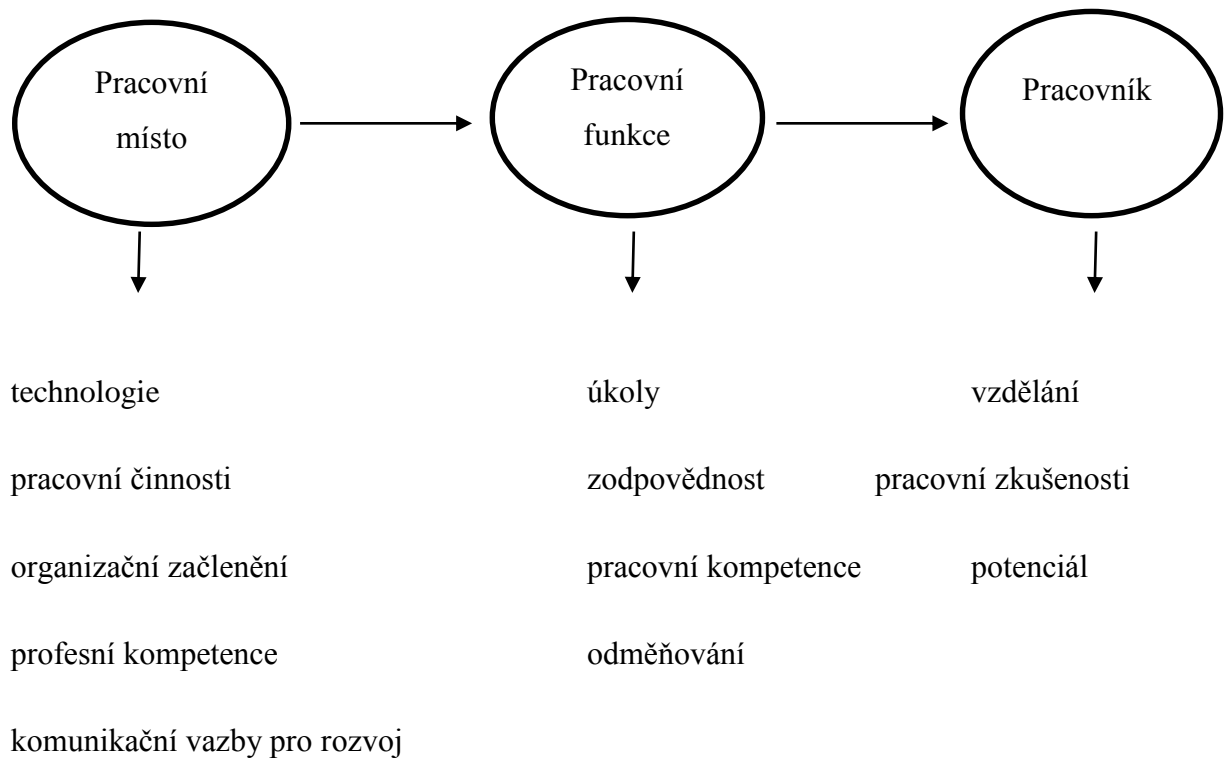 Pracovní
místo
Pracovní
funkce
Pracovník
technologie úkoly vzdělání
pracovní činnosti zodpovědnost pracovní zkušenosti
organizační začlenění pracovní kompetence potenciál
profesní kompetence odměňování
komunikační vazby pro rozvoj